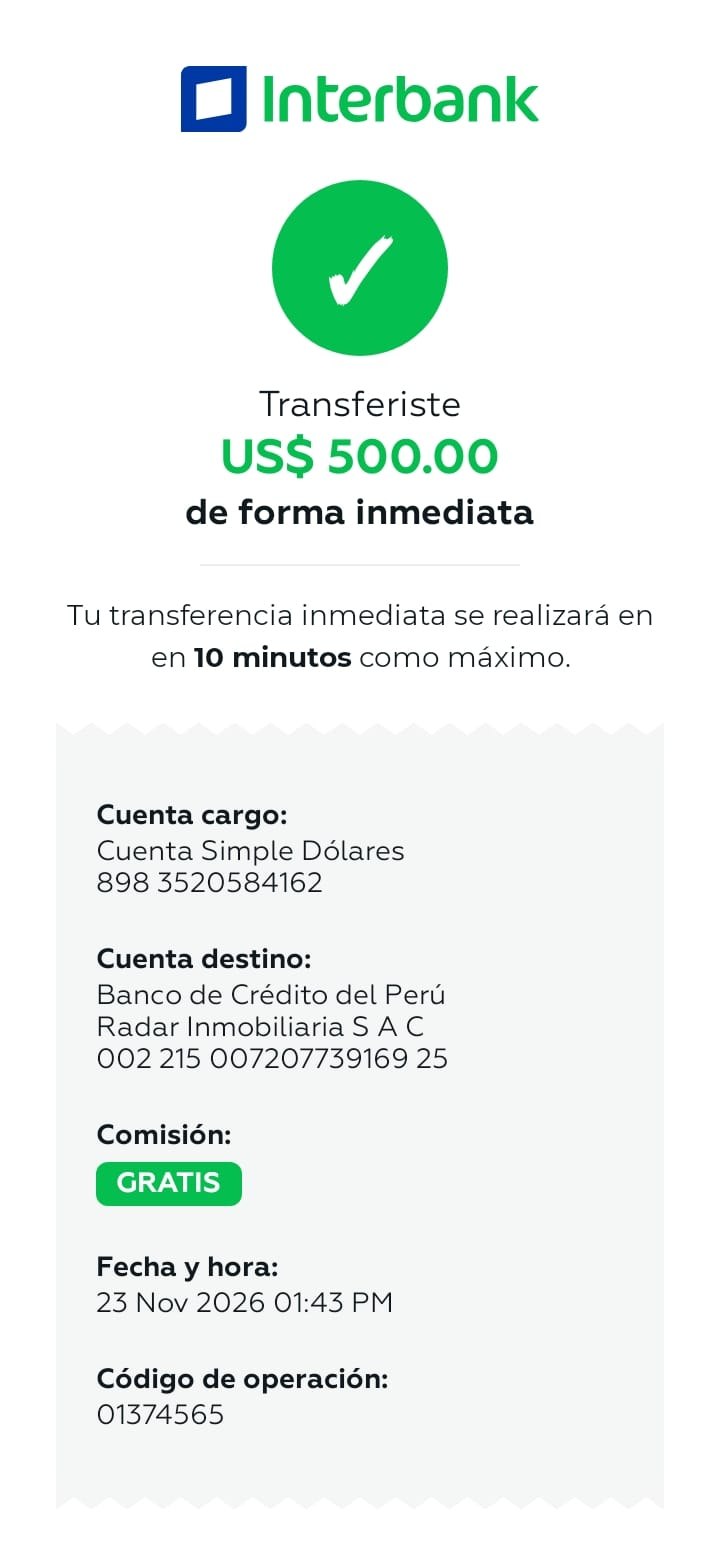 Interbank
Transferiste
US$ 500.00
de forma inmediata
Tu transferencia inmediata se realizará en
en 10 minutos como máximo.
Cuenta cargo:
Cuenta Simple Dólares
898 3520584162
Cuenta destino:
Banco de Crédito del Perú
Radar Inmobiliaria S A C
002 215 007207739169 25
Comisión:
GRATIS
Fecha y hora:
23 Nov 2026 01:43 PM
Código de operación:
01374565